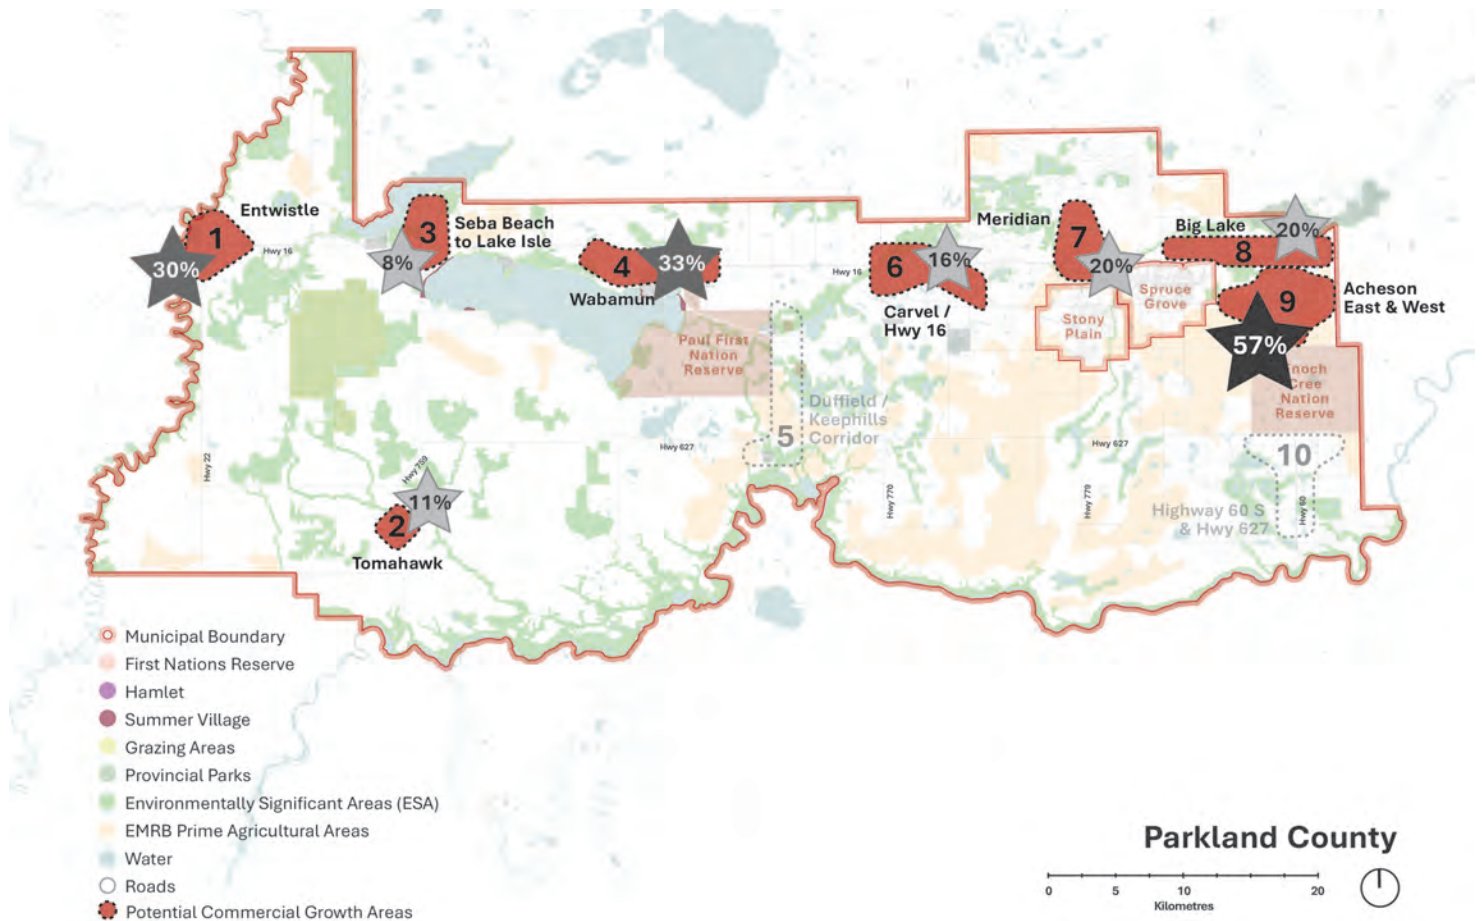 Entwistle
1
Hwy 16
30%
3
Seba Beach
to Lake Isle
8%
4
33%
Wabamun
Hwy 16
6
16%
Carvel /
Hwy 16
Meridian
7
20%
Big Lake
20%
8
9
Acheson
East & West
57%
Spruce
Grove
Stony
Plain
Paul First
Nation
Reserve
Enoch
Cree
Nation
Reserve
Duffield /
Keephills
Corridor
5
Hwy 627
Hwy 627
10
Hwy 22
Hwy 759
11%
2
Tomahawk
Hwy 770
Hwy 779
Highway 60 S
& Hwy 627
Hwy 60
Municipal Boundary
First Nations Reserve
Hamlet
Summer Village
Grazing Areas
Provincial Parks
Environmentally Significant Areas (ESA)
EMRB Prime Agricultural Areas
Water
Roads
Potential Commercial Growth Areas
Parkland County
0 5 10 20
Kilometres